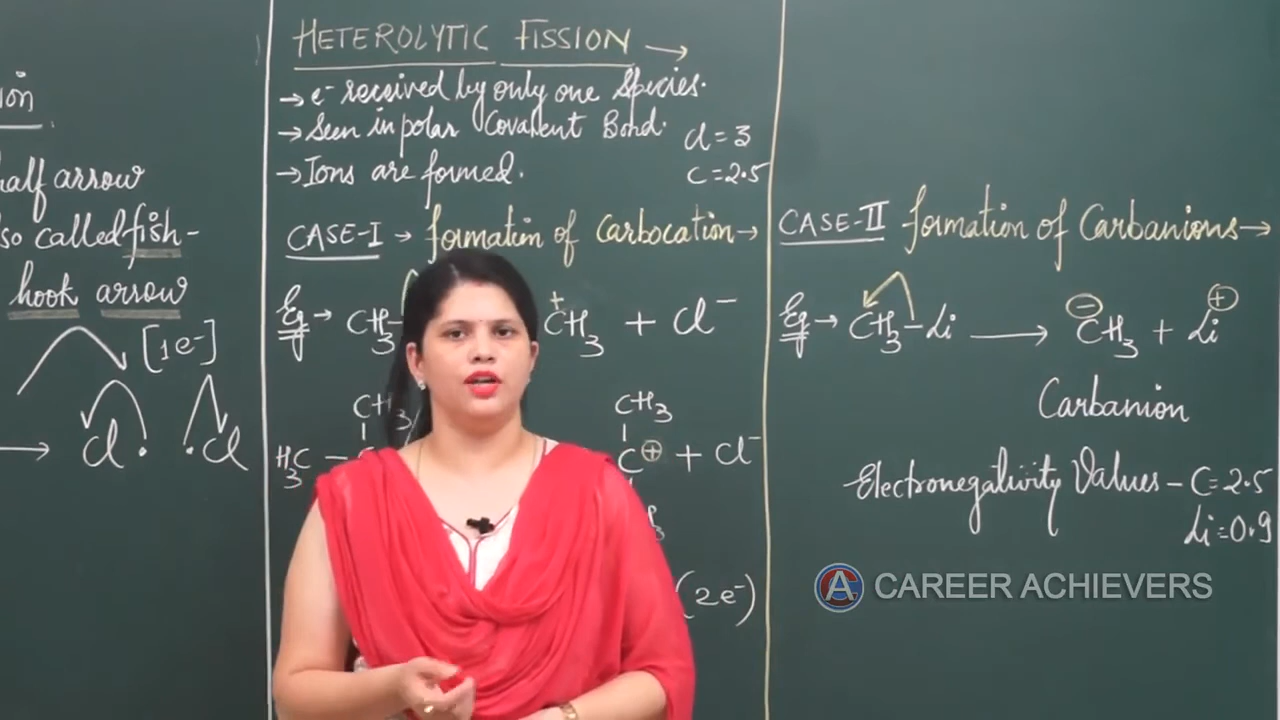 ion
half arrow
so called fish-
hook arrow
[1e⁻]
→ Cl• •Cl
HETEROLYTIC FISSION →
→ e⁻ received by only one Species.
→ Seen in polar Covalent Bond.
→ Ions are formed.
Cl = 3
C = 2.5
CASE-I → formation of Carbocation →
Eg → CH₃-
⁺CH₃ + Cl⁻
CH₃
H₃C -
CH₃
C⊕ + Cl⁻
(2e⁻)
CASE-II formation of Carbanions →
Eg → CH₃-Li → ⊖CH₃ + Li⊕
Carbanion
Electronegativity Values - C = 2.5
Li = 0.9
CAREER ACHIEVERS